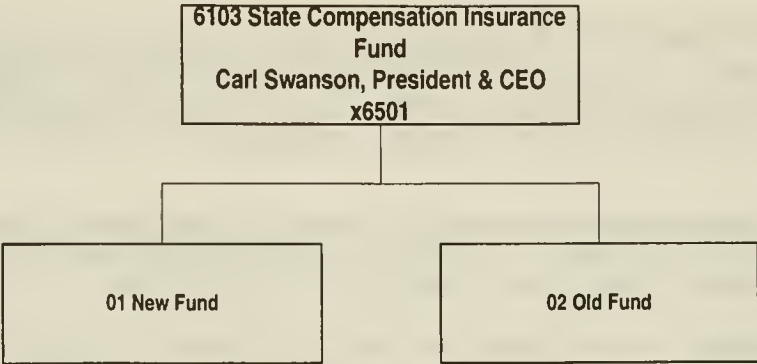 6103 State Compensation Insurance
Fund
Carl Swanson, President & CEO
x6501
01 New Fund
02 Old Fund